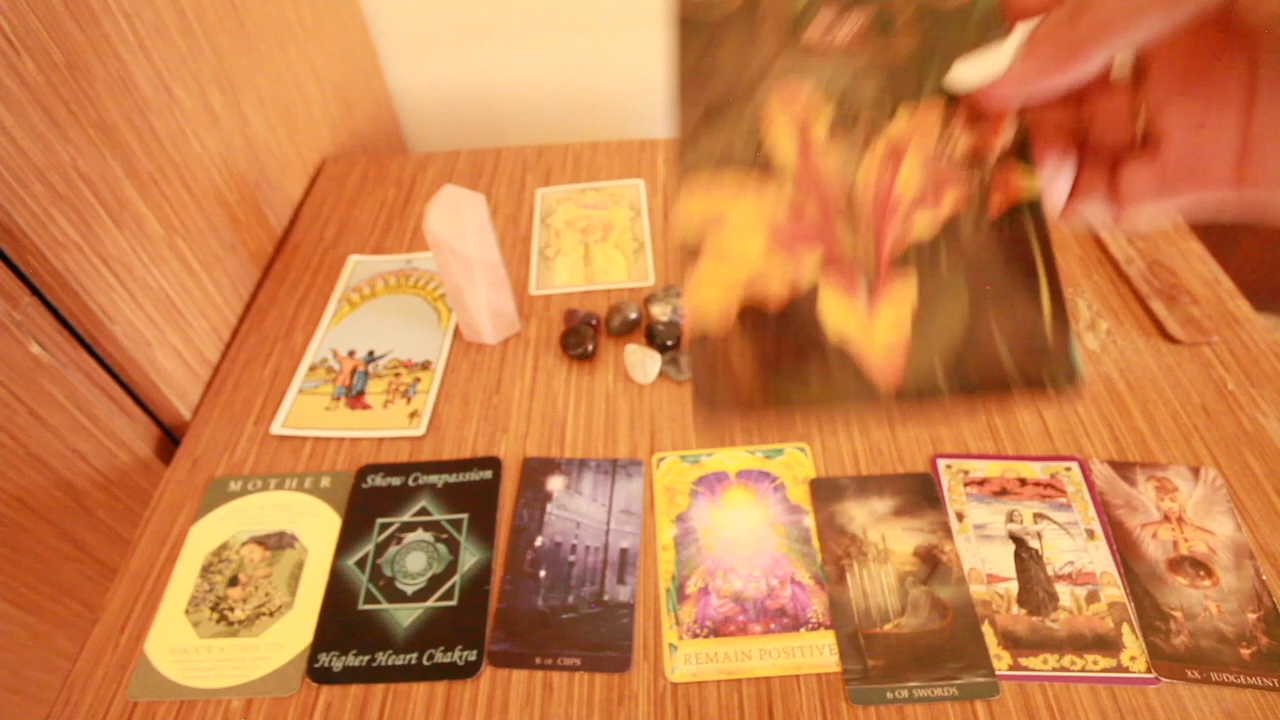 MOTHER
Show Compassion
Higher Heart Chakra
6 OF CUPS
REMAIN POSITIVE
6 OF SWORDS
XX - JUDGEMENT